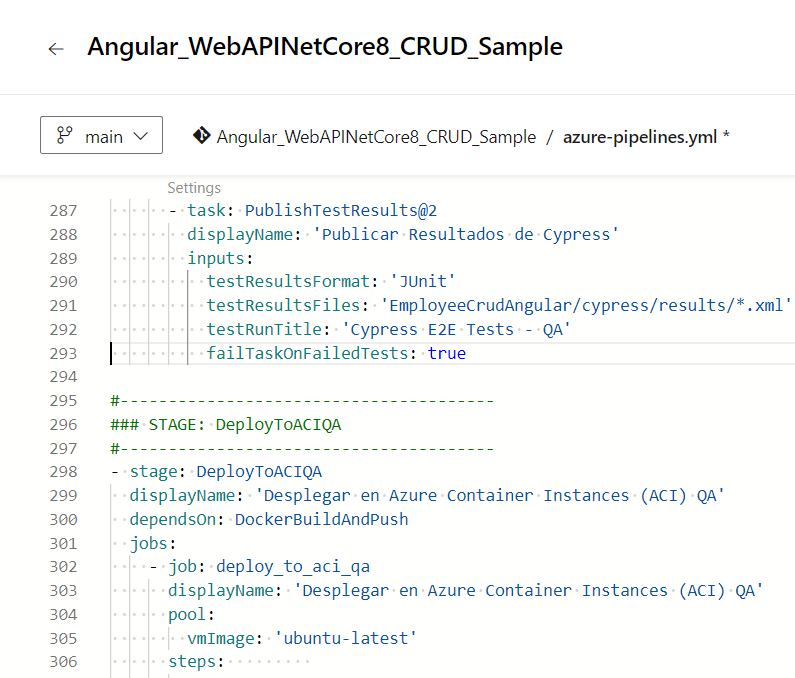 Angular_WebAPINetCore8_CRUD_Sample
main Angular_WebAPINetCore8_CRUD_Sample / azure-pipelines.yml *
Settings
287 - task: PublishTestResults@2
288 displayName: 'Publicar Resultados de Cypress'
289 inputs:
290 testResultsFormat: 'JUnit'
291 testResultsFiles: 'EmployeeCrudAngular/cypress/results/*.xml'
292 testRunTitle: 'Cypress E2E Tests - QA'
293 failTaskOnFailedTests: true
294
295 #---------------------------------------
296 ### STAGE: DeployToACIQA
297 #---------------------------------------
298 - stage: DeployToACIQA
299 displayName: 'Desplegar en Azure Container Instances (ACI) QA'
300 dependsOn: DockerBuildAndPush
301 jobs:
302 - job: deploy_to_aci_qa
303 displayName: 'Desplegar en Azure Container Instances (ACI) QA'
304 pool:
305 vmImage: 'ubuntu-latest'
306 steps: